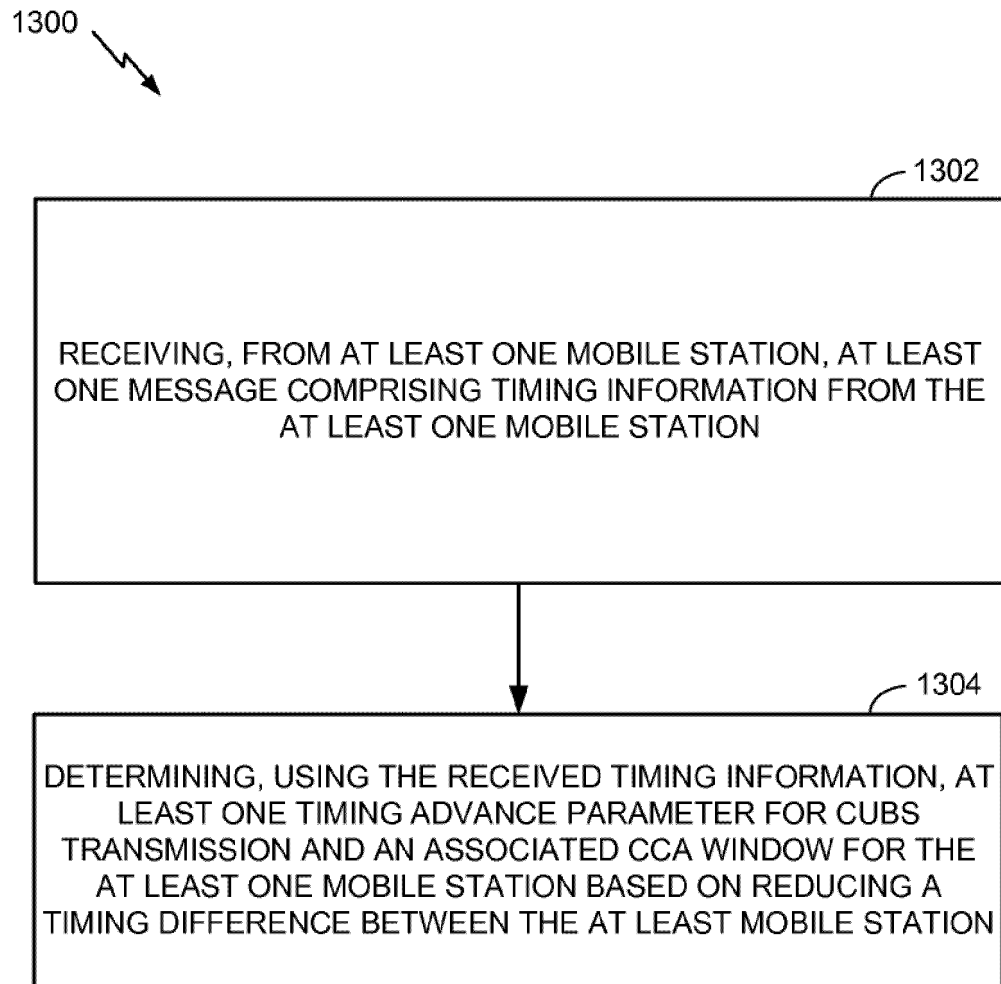 1300
1302
RECEIVING, FROM AT LEAST ONE MOBILE STATION, AT LEAST
ONE MESSAGE COMPRISING TIMING INFORMATION FROM THE
AT LEAST ONE MOBILE STATION
1304
DETERMINING, USING THE RECEIVED TIMING INFORMATION, AT
LEAST ONE TIMING ADVANCE PARAMETER FOR CUBS
TRANSMISSION AND AN ASSOCIATED CCA WINDOW FOR THE
AT LEAST ONE MOBILE STATION BASED ON REDUCING A
TIMING DIFFERENCE BETWEEN THE AT LEAST MOBILE STATION